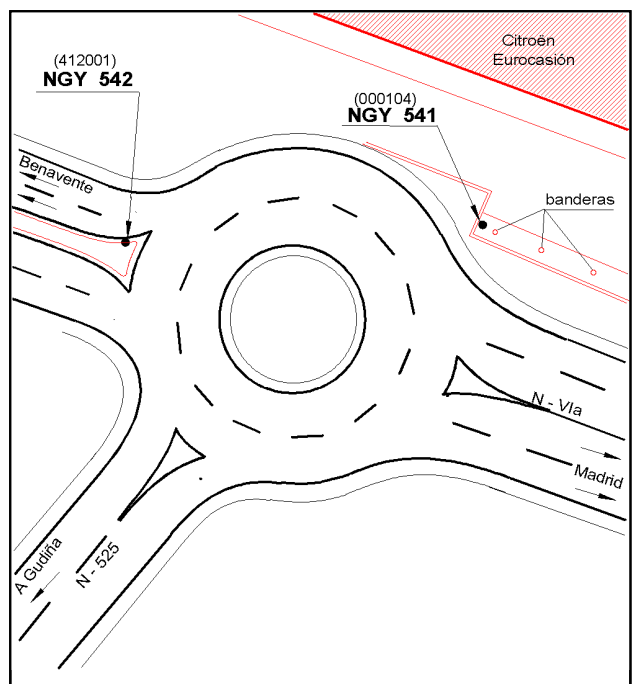 Citroën
Eurocasión
(412001)
NGY 542
(000104)
NGY 541
Benavente
banderas
N - VIa
Madrid
A Gudiña
N - 525